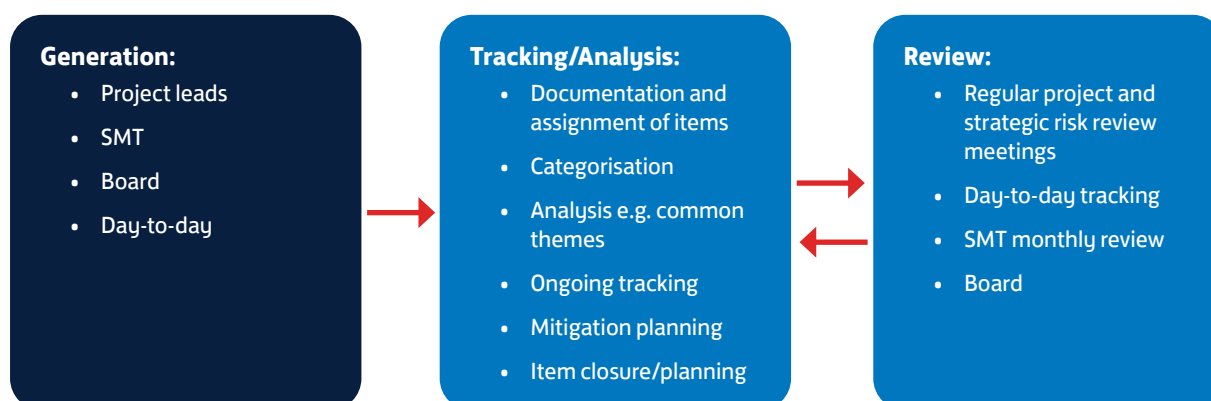 Generation:
• Project leads
• SMT
• Board
• Day-to-day
Tracking/Analysis:
• Documentation and
assignment of items
• Categorisation
• Analysis e.g. common
themes
• Ongoing tracking
• Mitigation planning
• Item closure/planning
Review:
• Regular project and
strategic risk review
meetings
• Day-to-day tracking
• SMT monthly review
• Board